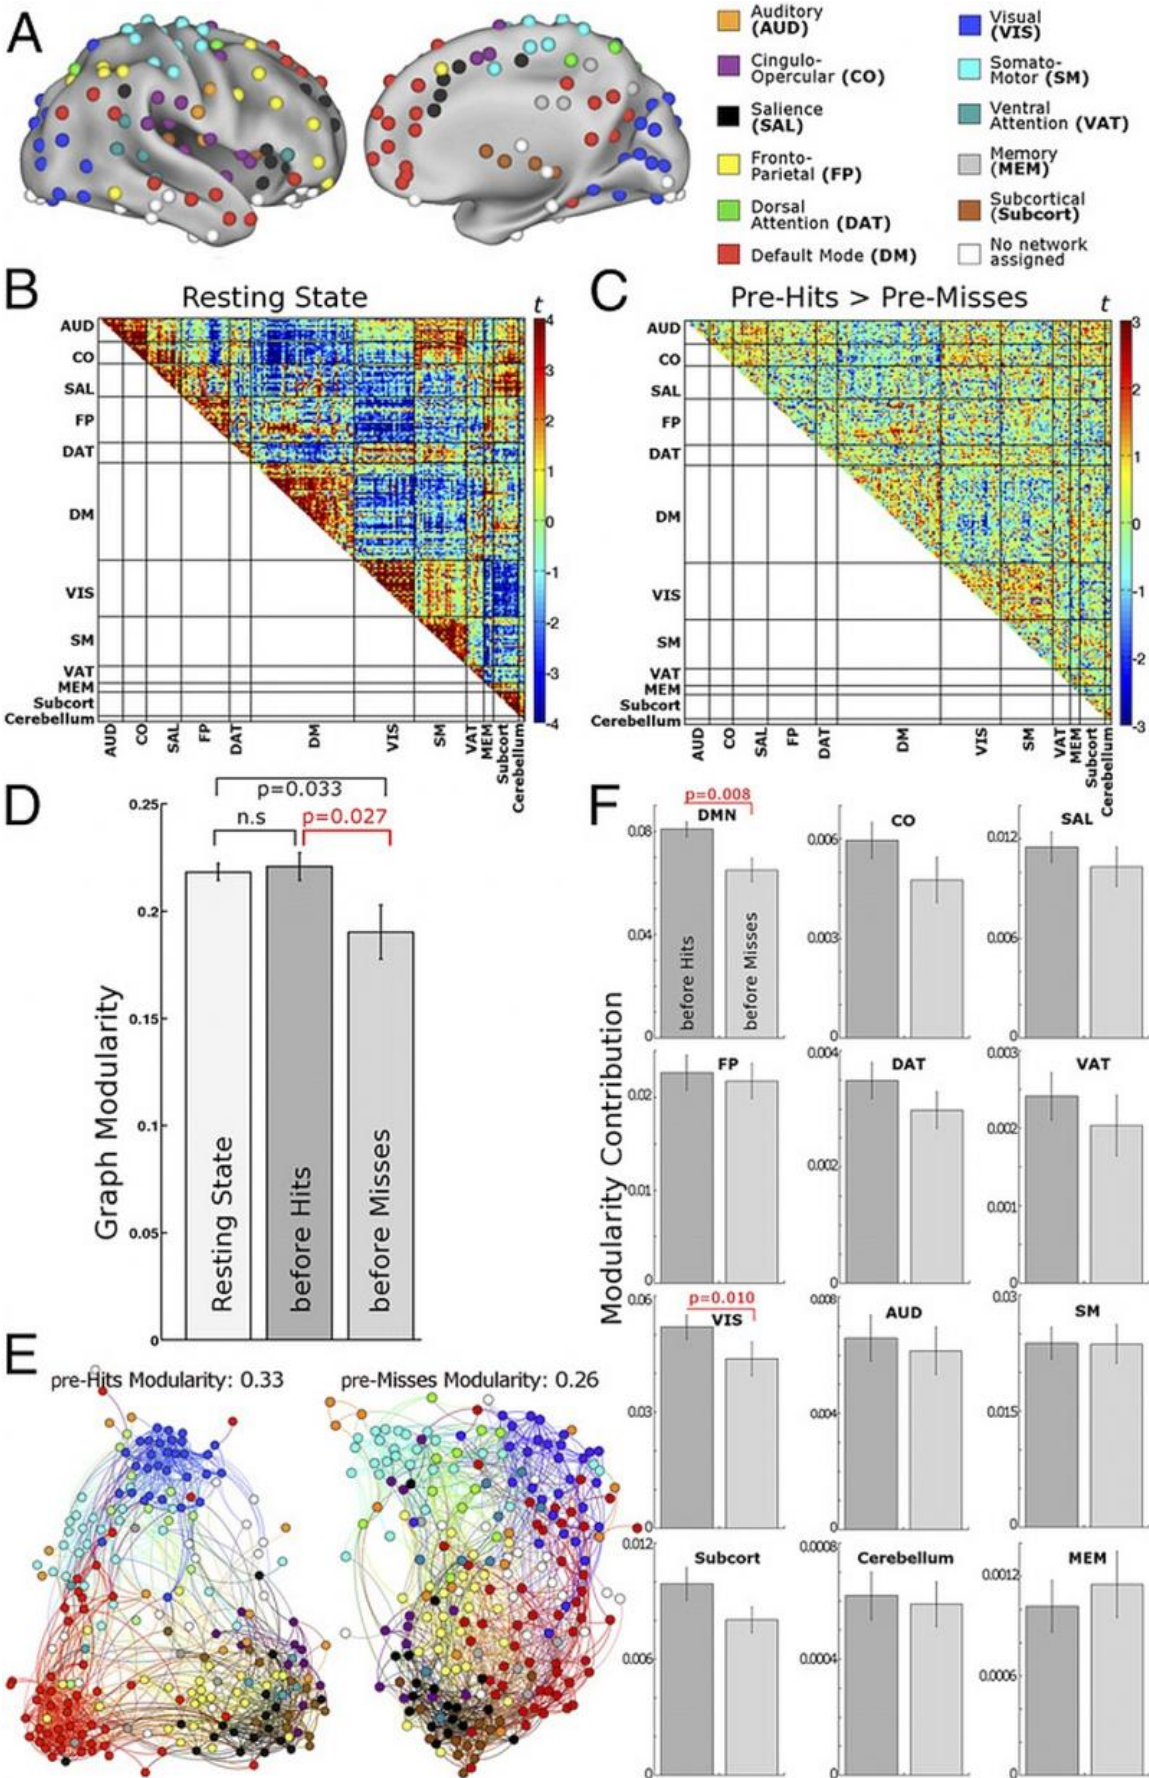 A
Auditory
(AUD)
Cingulo-
Opercular (CO)
Salience
(SAL)
Fronto-
Parietal (FP)
Dorsal
Attention (DAT)
Default Mode (DM)
Visual
(VIS)
Somato-
Motor (SM)
Ventral
Attention (VAT)
Memory
(MEM)
Subcortical
(Subcort)
No network
assigned
B
Resting State
t
AUD
CO
SAL
FP
DAT
DM
VIS
SM
VAT
MEM
Subcort
Cerebellum
AUD
CO
SAL
FP
DAT
DM
VIS
SM
VAT
MEM
Subcort
Cerebellum
4
3
2
1
0
-1
-2
-3
-4
C
Pre-Hits > Pre-Misses
t
AUD
CO
SAL
FP
DAT
DM
VIS
SM
VAT
MEM
Subcort
Cerebellum
AUD
CO
SAL
FP
DAT
DM
VIS
SM
VAT
MEM
Subcort
Cerebellum
3
2
1
0
-1
-2
-3
D
p=0.033
n.s
p=0.027
0.25
0.2
0.15
0.1
0.05
0
Graph Modularity
Resting State
before Hits
before Misses
E
pre-Hits Modularity: 0.33
pre-Misses Modularity: 0.26
F
Modularity Contribution
p=0.008
DMN
0.08
0.04
0
before Hits
before Misses
CO
0.006
0.003
0
SAL
0.012
0.006
0
FP
0.02
0.01
0
DAT
0.004
0.002
0
VAT
0.003
0.002
0.001
0
p=0.010
VIS
0.06
0.03
0
AUD
0.008
0.004
0
SM
0.03
0.015
0
Subcort
0.012
0.006
0
Cerebellum
0.0008
0.0004
0
MEM
0.0012
0.0006
0